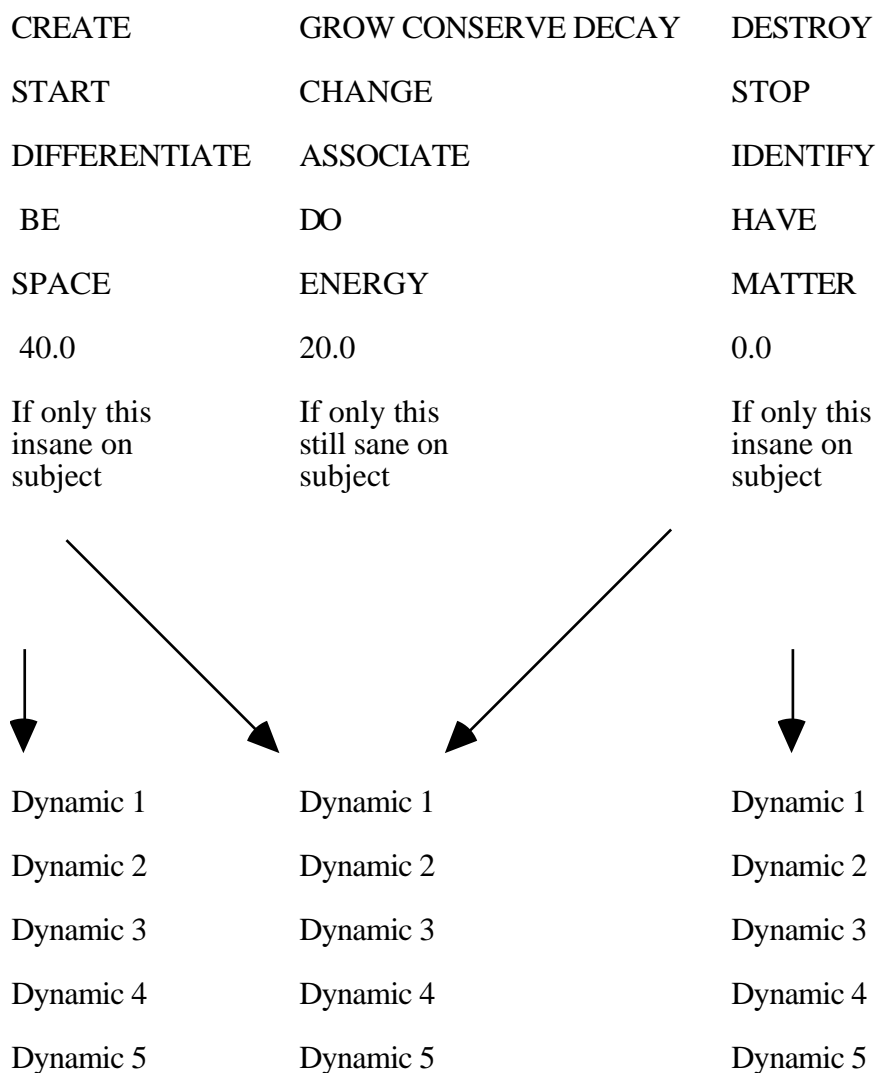 CREATE GROW CONSERVE DECAY DESTROY
START CHANGE STOP
DIFFERENTIATE ASSOCIATE IDENTIFY
BE DO HAVE
SPACE ENERGY MATTER
40.0 20.0 0.0
If only this If only this If only this
insane on still sane on insane on
subject subject subject
Dynamic 1 Dynamic 1 Dynamic 1
Dynamic 2 Dynamic 2 Dynamic 2
Dynamic 3 Dynamic 3 Dynamic 3
Dynamic 4 Dynamic 4 Dynamic 4
Dynamic 5 Dynamic 5 Dynamic 5